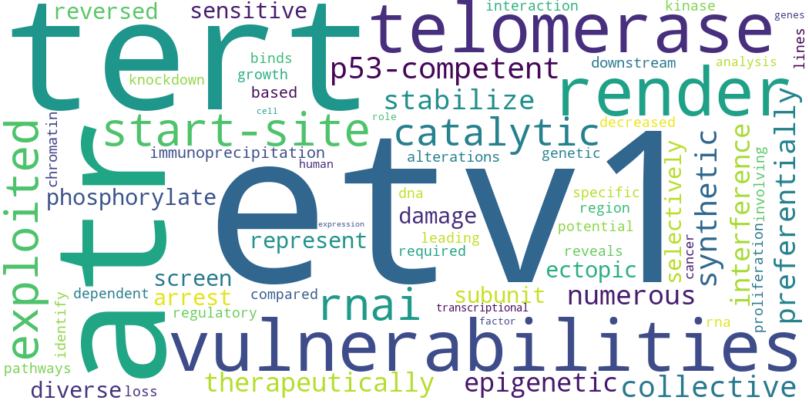 reversed
sensitive
interaction
kinase
genes
tert
telomerase
binds
knockdown
growth
based
p53-competent
downstream
analysis
lines
render
stabilize
cell
role
start-site
catalytic
decreased
chromatin
immunoprecipitation
human
alterations
genetic
exploited
atr
etv1
phosphorylate
dna
specific
damage
region
selectively
synthetic
interference
preferentially
expression
represent
leading
required
potential
reveals
ectopic
cancer
involving
proliferation
screen
dependent
arrest
compared
regulatory
rnai
subunit
numerous
transcriptional
factor
rna
identify
pathways
vulnerabilities
diverse
loss
therapeutically
epigenetic
collective